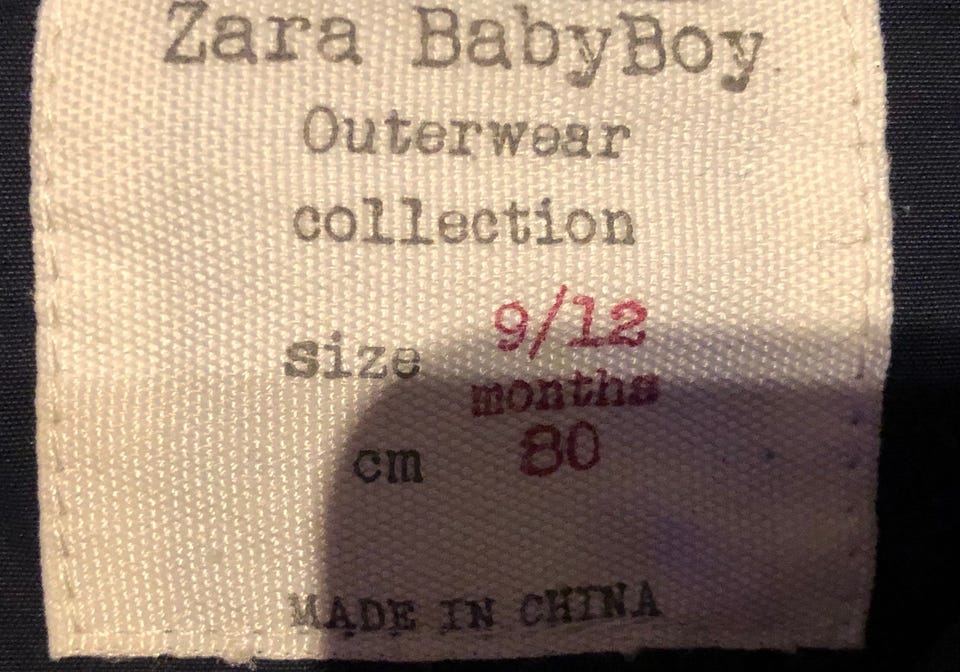 Zara BabyBoy
Outerwear
collection
size 9/12
months
cm 80
MADE IN CHINA